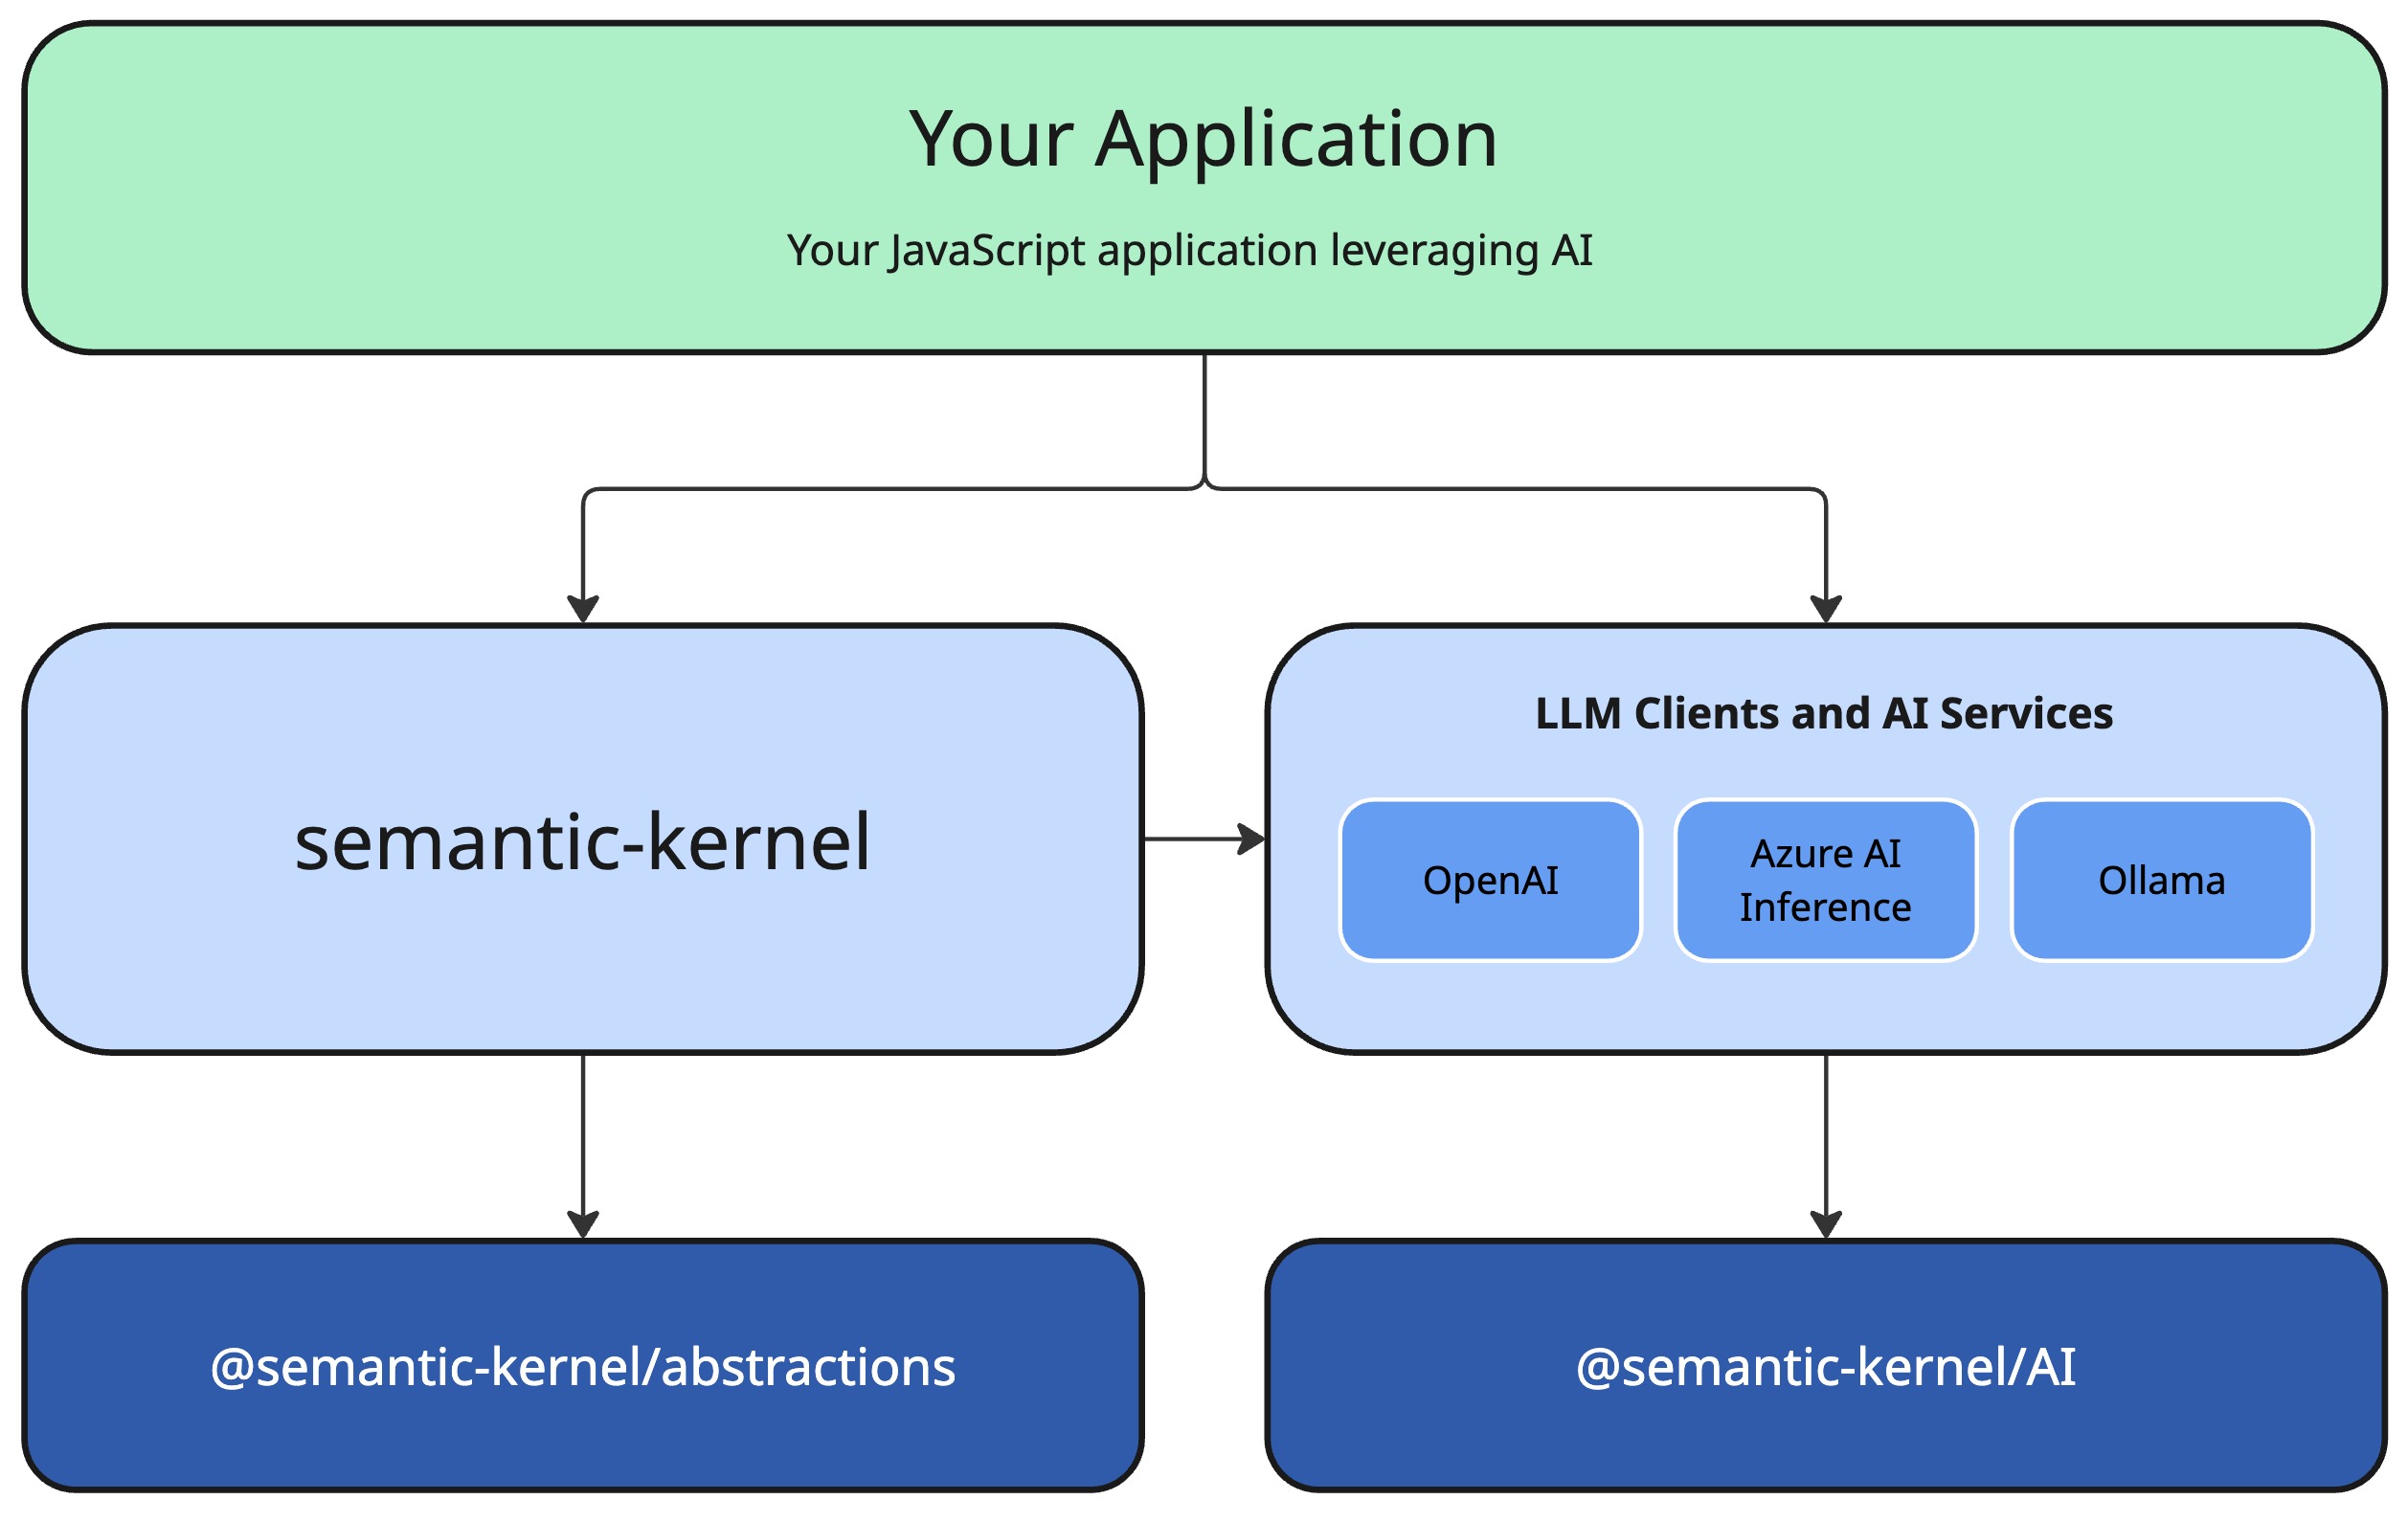 Your Application
Your JavaScript application leveraging AI
semantic-kernel
LLM Clients and AI Services
OpenAI
Azure AI
Inference
Ollama
@semantic-kernel/abstractions
@semantic-kernel/AI